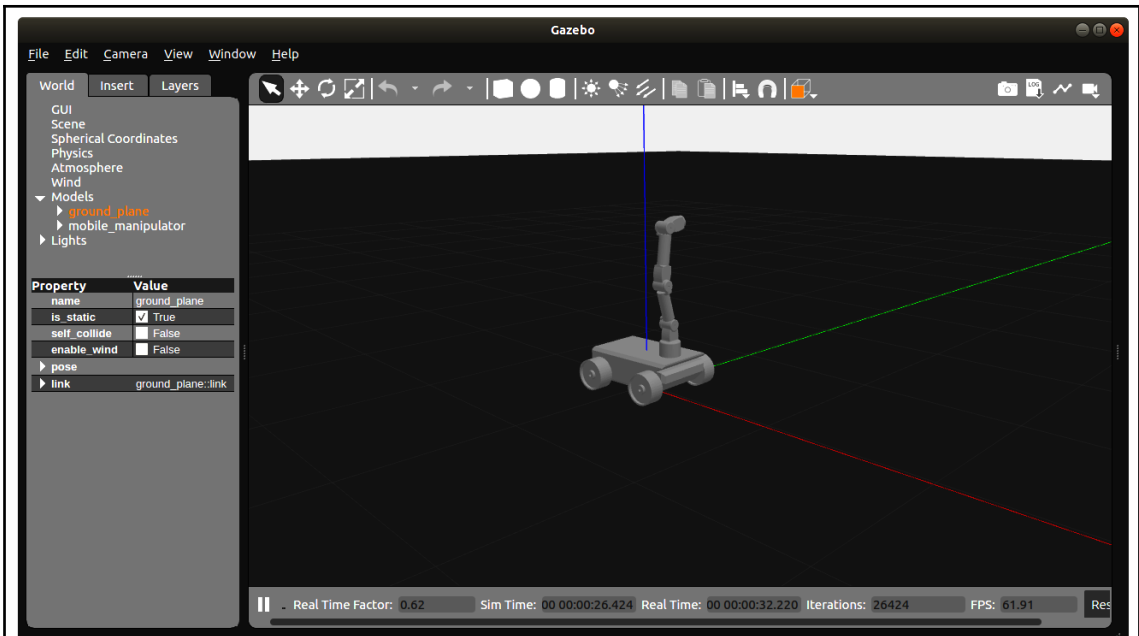 Gazebo
File Edit Camera View Window Help
World Insert Layers
GUI
Scene
Spherical Coordinates
Physics
Atmosphere
Wind
Models
ground_plane
mobile_manipulator
Lights
Property Value
name ground_plane
is_static True
self_collide False
enable_wind False
pose
link ground_plane::link
LOG
Real Time Factor: 0.62 Sim Time: 00 00:00:26.424 Real Time: 00 00:00:32.220 Iterations: 26424 FPS: 61.91 Res